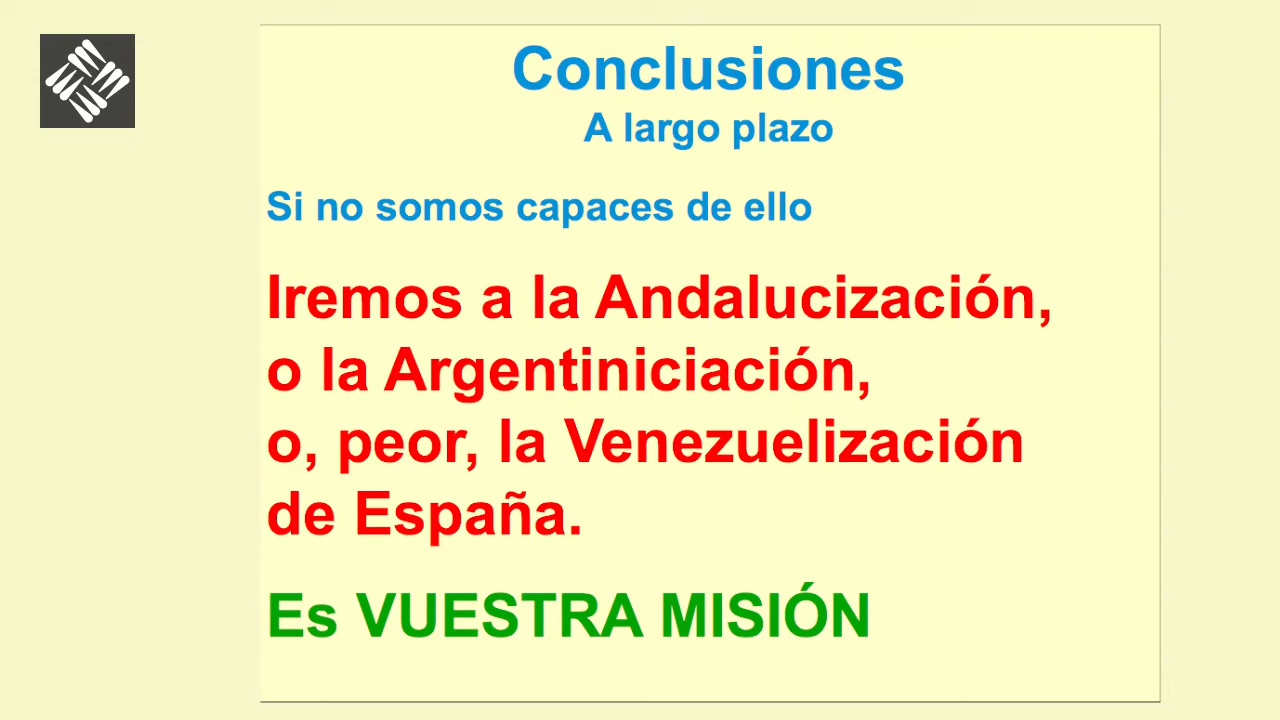 Conclusiones
A largo plazo
Si no somos capaces de ello
Iremos a la Andalucización,
o la Argentiniciación,
o, peor, la Venezuelización
de España.
Es VUESTRA MISIÓN